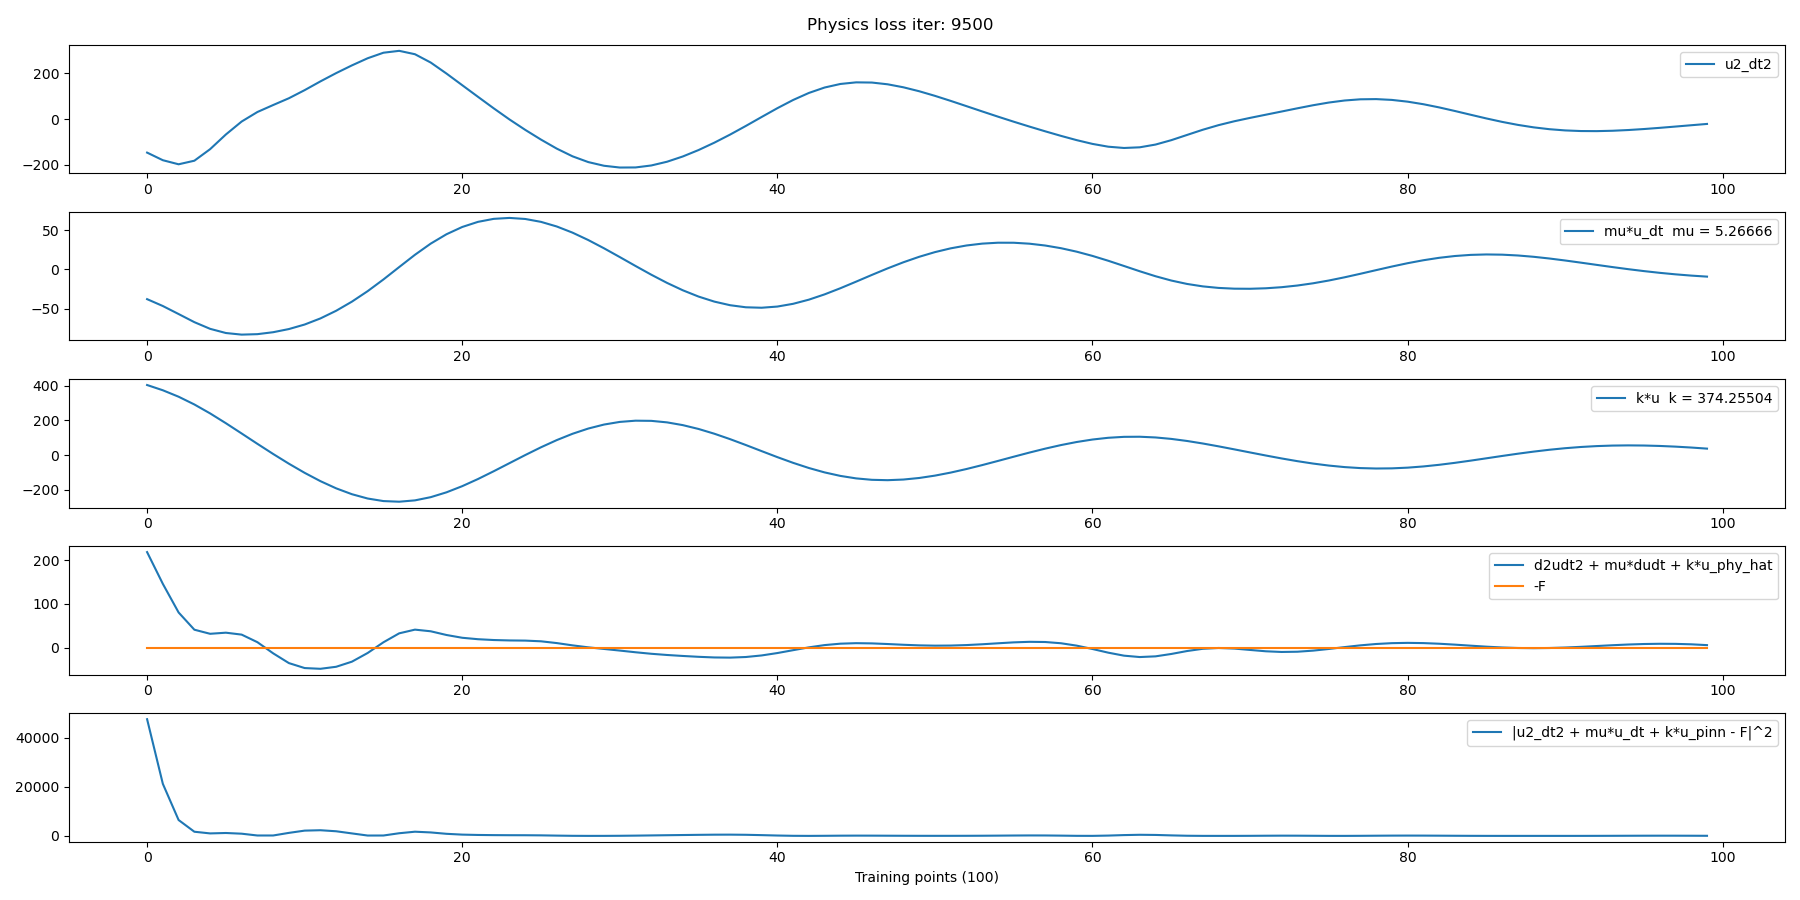 Physics loss iter: 9500
u2_dt2
200
0
−200
0 20 40 60 80 100
mu*u_dt  mu = 5.26666
50
0
−50
0 20 40 60 80 100
k*u  k = 374.25504
400
200
0
−200
0 20 40 60 80 100
d2udt2 + mu*dudt + k*u_phy_hat
-F
200
100
0
0 20 40 60 80 100
|u2_dt2 + mu*u_dt + k*u_pinn - F|^2
40000
20000
0
0 20 40 60 80 100
Training points (100)